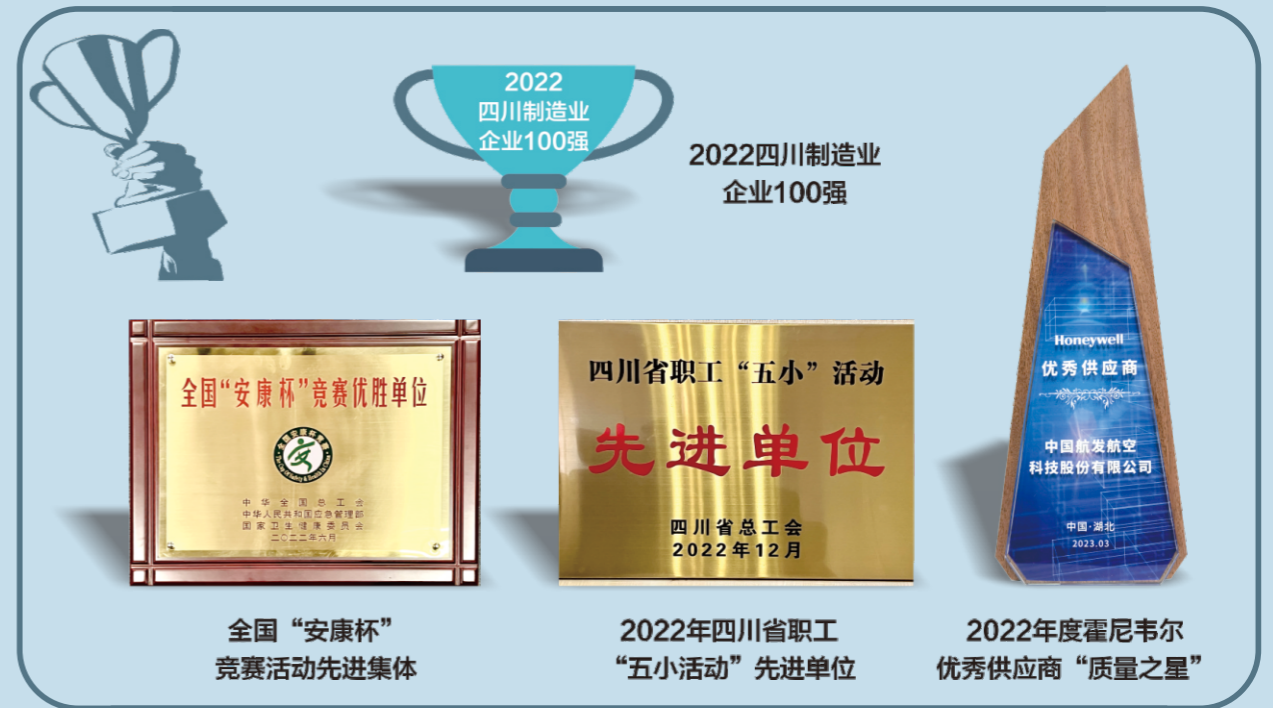 2022
四川制造业
企业100强
2022四川制造业
企业100强
全国“安康杯”竞赛优胜单位
安
中华全国总工会
中华人民共和国应急管理部
国家卫生健康委员会
二〇二二年六月
全国“安康杯”
竞赛活动先进集体
四川省职工“五小”活动
先进单位
四川省总工会
2022年12月
2022年四川省职工
“五小活动”先进单位
Honeywell
优秀供应商
中国航发航空
科技股份有限公司
中国·湖北
2023.03
2022年度霍尼韦尔
优秀供应商“质量之星”